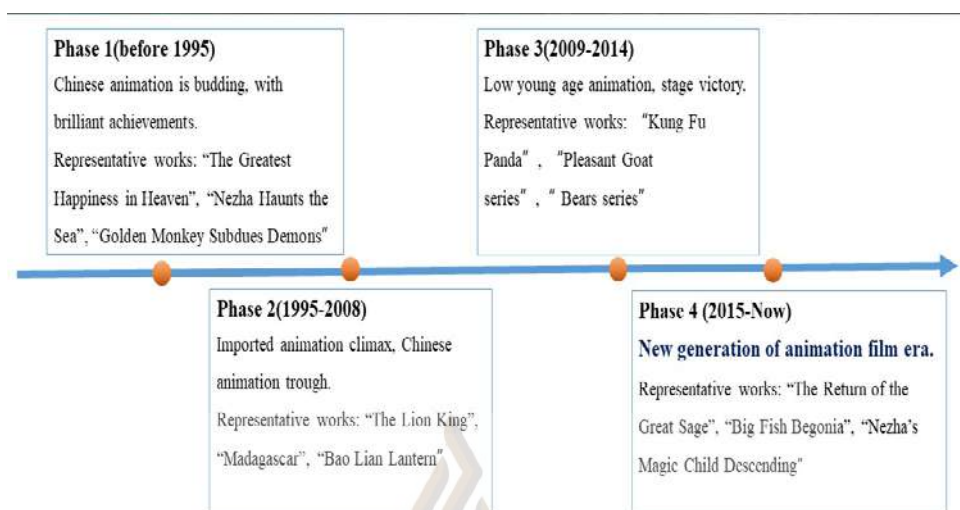 Phase 1(before 1995)
Chinese animation is budding, with
brilliant achievements.
Representative works: “The Greatest
Happiness in Heaven”, “Nezha Haunts the
Sea”, “Golden Monkey Subdues Demons"
Phase 3(2009-2014)
Low young age animation, stage victory.
Representative works: "Kung Fu
Panda" , "Pleasant Goat
series" , " Bears series"
Phase 2(1995-2008)
Imported animation climax, Chinese
animation trough.
Representative works: “The Lion King”,
“Madagascar”, “Bao Lian Lantern"
Phase 4 (2015-Now)
New generation of animation film era.
Representative works: “The Return of the
Great Sage”, “Big Fish Begonia”, “Nezha’s
Magic Child Descending"